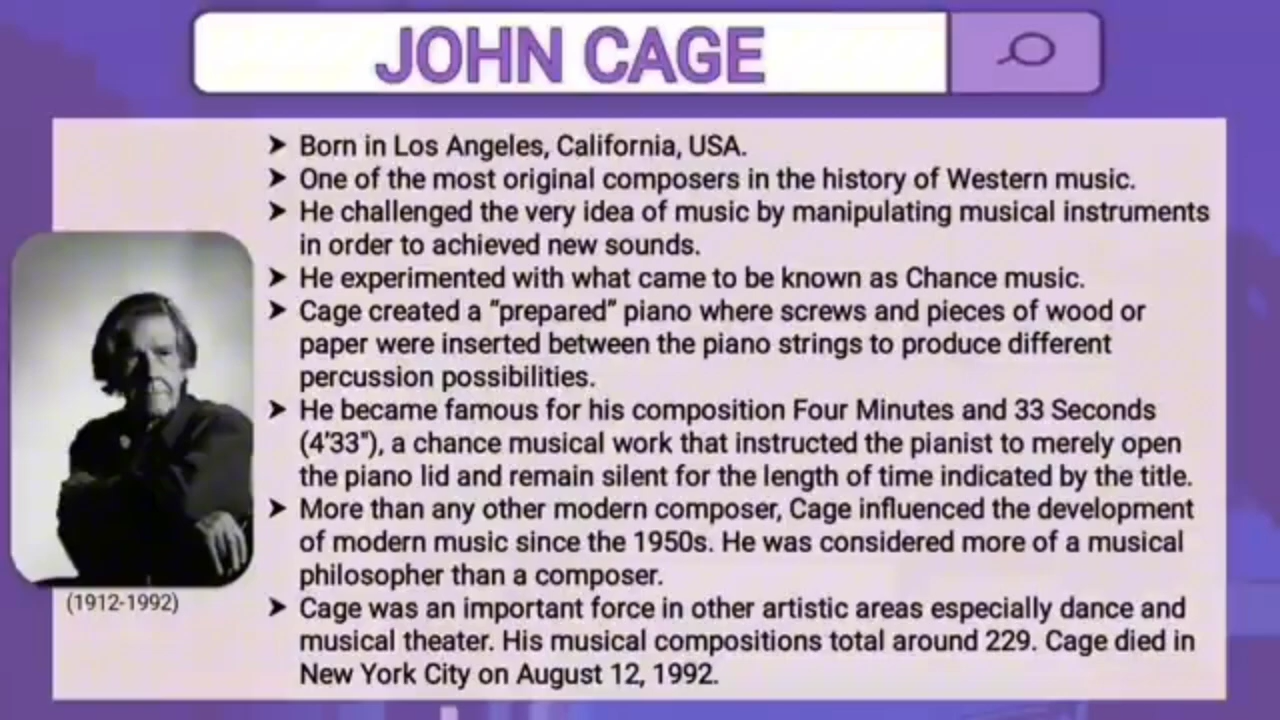 JOHN CAGE
➤ Born in Los Angeles, California, USA.
➤ One of the most original composers in the history of Western music.
➤ He challenged the very idea of music by manipulating musical instruments
in order to achieved new sounds.
➤ He experimented with what came to be known as Chance music.
➤ Cage created a “prepared” piano where screws and pieces of wood or
paper were inserted between the piano strings to produce different
percussion possibilities.
➤ He became famous for his composition Four Minutes and 33 Seconds
(4'33"), a chance musical work that instructed the pianist to merely open
the piano lid and remain silent for the length of time indicated by the title.
➤ More than any other modern composer, Cage influenced the development
of modern music since the 1950s. He was considered more of a musical
philosopher than a composer.
➤ Cage was an important force in other artistic areas especially dance and
musical theater. His musical compositions total around 229. Cage died in
New York City on August 12, 1992.
(1912-1992)